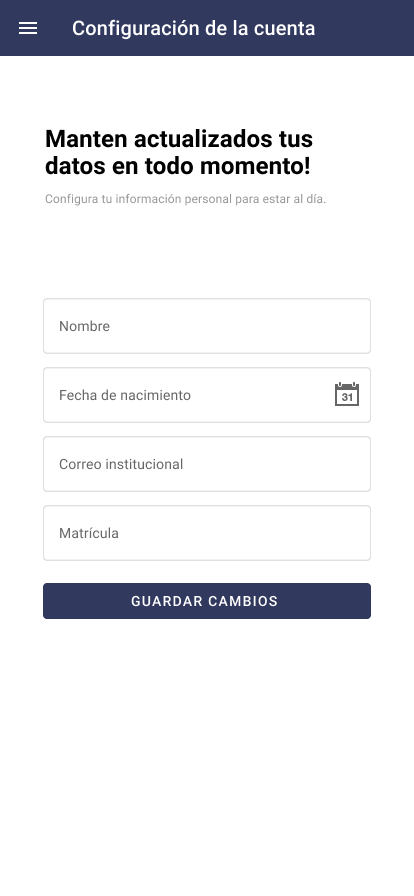 Configuración de la cuenta
Manten actualizados tus
datos en todo momento!
Configura tu información personal para estar al día.
Nombre
Fecha de nacimiento
31
Correo institucional
Matrícula
GUARDAR CAMBIOS